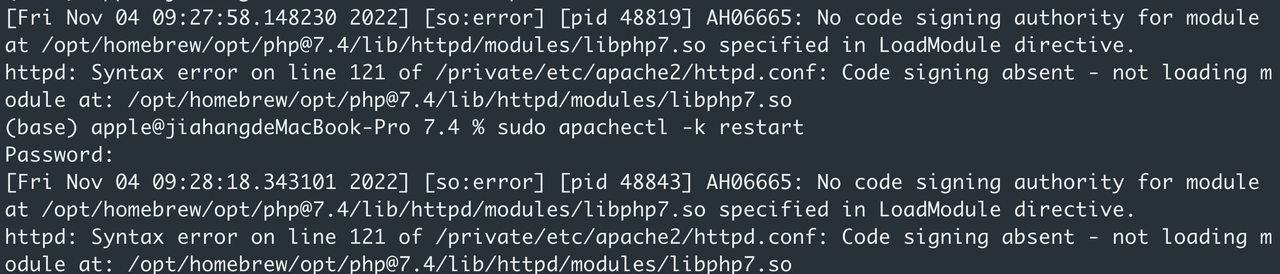 [Fri Nov 04 09:27:58.148230 2022] [so:error] [pid 48819] AH06665: No code signing authority for module
at /opt/homebrew/opt/php@7.4/lib/httpd/modules/libphp7.so specified in LoadModule directive.
httpd: Syntax error on line 121 of /private/etc/apache2/httpd.conf: Code signing absent - not loading m
odule at: /opt/homebrew/opt/php@7.4/lib/httpd/modules/libphp7.so
(base) apple@jiahangdeMacBook-Pro 7.4 % sudo apachectl -k restart
Password:
[Fri Nov 04 09:28:18.343101 2022] [so:error] [pid 48843] AH06665: No code signing authority for module
at /opt/homebrew/opt/php@7.4/lib/httpd/modules/libphp7.so specified in LoadModule directive.
httpd: Syntax error on line 121 of /private/etc/apache2/httpd.conf: Code signing absent - not loading m
odule at: /opt/homebrew/opt/php@7.4/lib/httpd/modules/libphp7.so